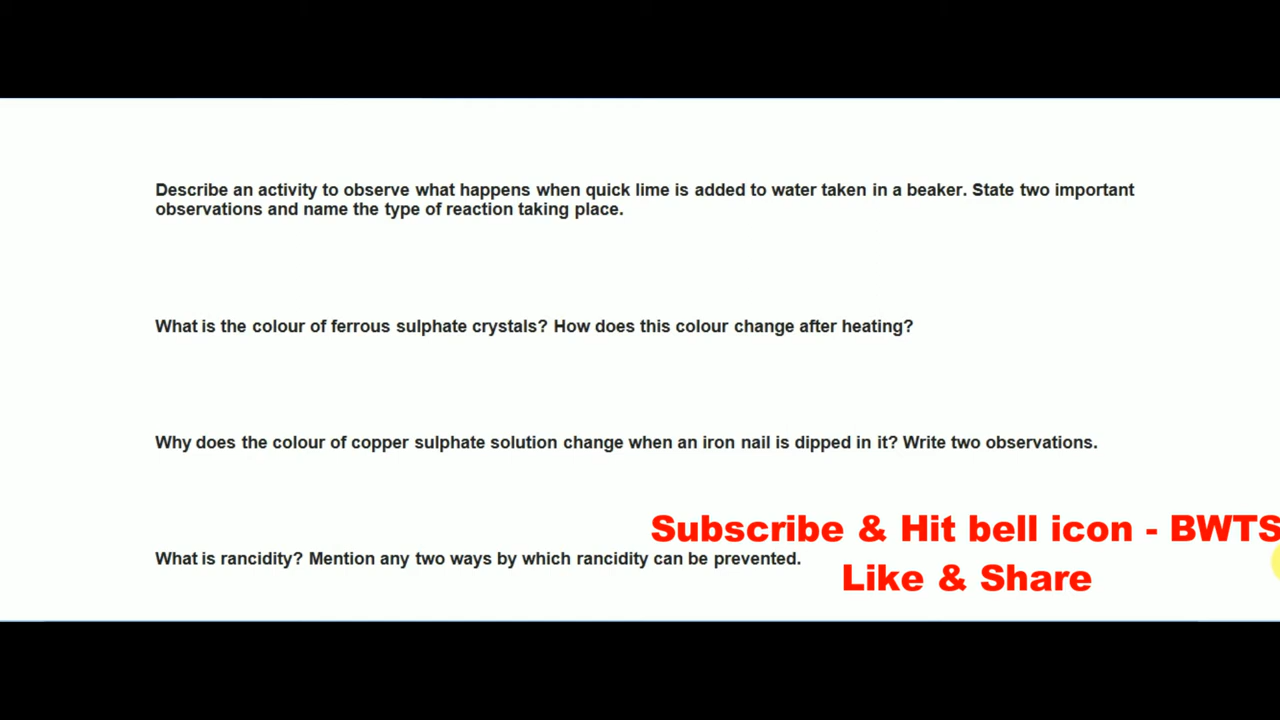 Describe an activity to observe what happens when quick lime is added to water taken in a beaker. State two important
observations and name the type of reaction taking place.
What is the colour of ferrous sulphate crystals? How does this colour change after heating?
Why does the colour of copper sulphate solution change when an iron nail is dipped in it? Write two observations.
Subscribe & Hit bell icon - BWTS
What is rancidity? Mention any two ways by which rancidity can be prevented.
Like & Share